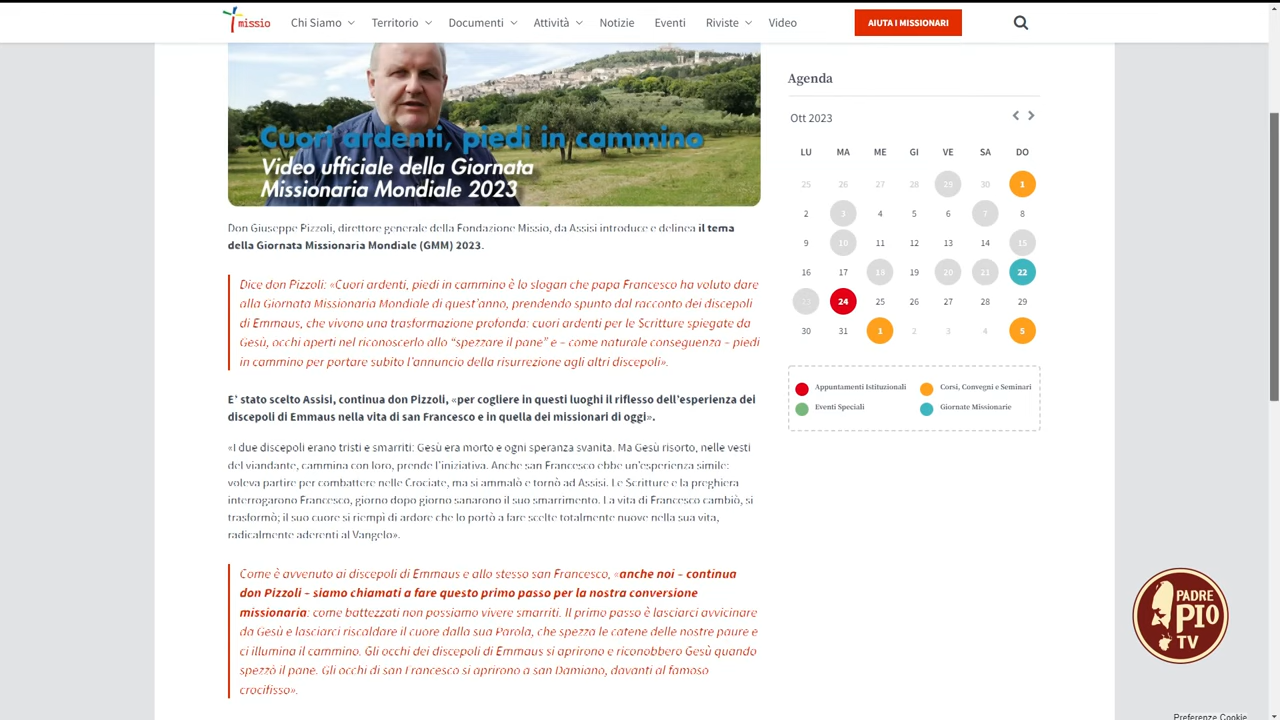 missio
Chi Siamo
Territorio
Documenti
Attività
Notizie
Eventi
Riviste
Video
AIUTA I MISSIONARI
Cuori ardenti, piedi in cammino
Video ufficiale della Giornata
Missionaria Mondiale 2023
Don Giuseppe Pizzoli, direttore generale della Fondazione Missio, da Assisi introduce e delinea il tema
della Giornata Missionaria Mondiale (GMM) 2023.
Dice don Pizzoli: «Cuori ardenti, piedi in cammino è lo slogan che papa Francesco ha voluto dare
alla Giornata Missionaria Mondiale di quest'anno, prendendo spunto dal racconto dei discepoli
di Emmaus, che vivono una trasformazione profonda: cuori ardenti per le Scritture spiegate da
Gesù, occhi aperti nel riconoscerlo allo "spezzare il pane" e – come naturale conseguenza – piedi
in cammino per portare subito l'annuncio della risurrezione agli altri discepoli».
E' stato scelto Assisi, continua don Pizzoli, «per cogliere in questi luoghi il riflesso dell'esperienza dei
discepoli di Emmaus nella vita di san Francesco e in quella dei missionari di oggi».
«I due discepoli erano tristi e smarriti: Gesù era morto e ogni speranza svanita. Ma Gesù risorto, nelle vesti
del viandante, cammina con loro, prende l'iniziativa. Anche san Francesco ebbe un'esperienza simile:
voleva partire per combattere nelle Crociate, ma si ammalò e tornò ad Assisi. Le Scritture e la preghiera
interrogarono Francesco, giorno dopo giorno sanarono il suo smarrimento. La vita di Francesco cambiò, si
trasformò; il suo cuore si riempì di ardore che lo portò a fare scelte totalmente nuove nella sua vita,
radicalmente aderenti al Vangelo».
Come è avvenuto ai discepoli di Emmaus e allo stesso san Francesco, «anche noi – continua
don Pizzoli – siamo chiamati a fare questo primo passo per la nostra conversione
missionaria: come battezzati non possiamo vivere smarriti. Il primo passo è lasciarci avvicinare
da Gesù e lasciarci riscaldare il cuore dalla sua Parola, che spezza le catene delle nostre paure e
ci illumina il cammino. Gli occhi dei discepoli di Emmaus si aprirono e riconobbero Gesù quando
spezzò il pane. Gli occhi di san Francesco si aprirono a san Damiano, davanti al famoso
crocifisso».
Agenda
Ott 2023
LU MA ME GI VE SA DO
25 26 27 28 29 30 1
2 3 4 5 6 7 8
9 10 11 12 13 14 15
16 17 18 19 20 21 22
23 24 25 26 27 28 29
30 31 1 2 3 4 5
Appuntamenti Istituzionali
Corsi, Convegni e Seminari
Eventi Speciali
Giornate Missionarie
PADRE
PIO
TV
Preferenze Cookie